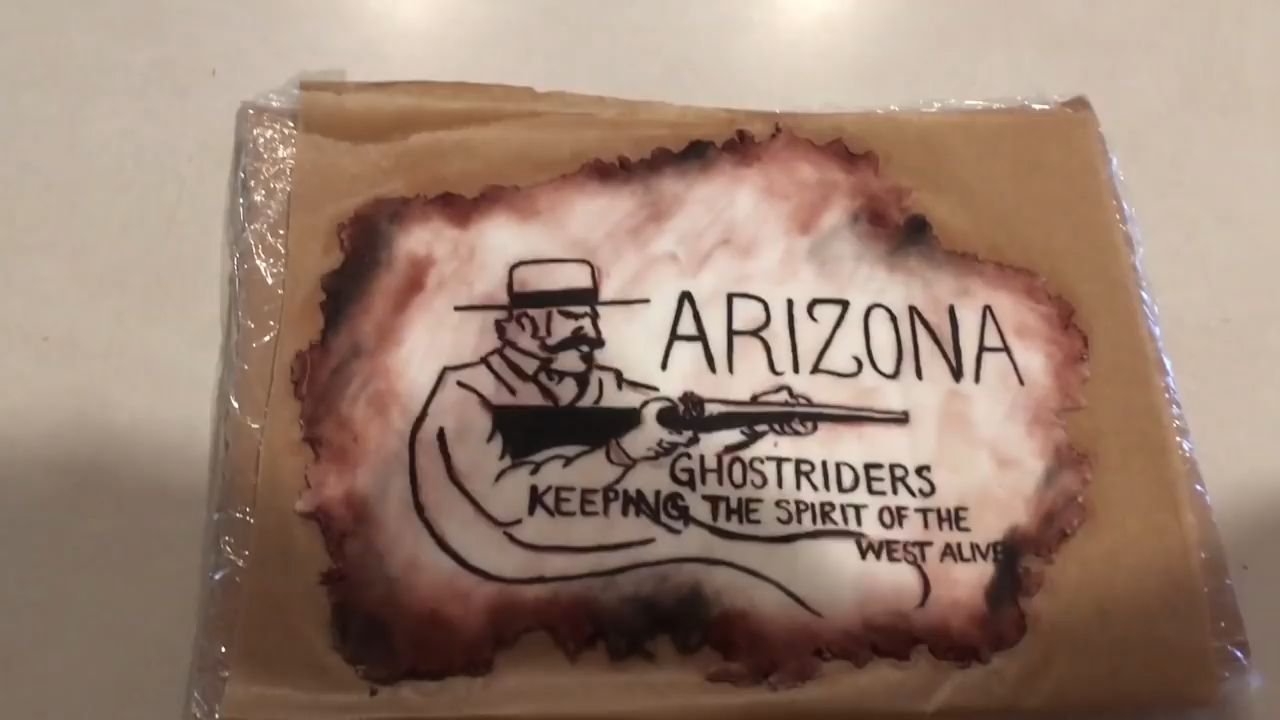 ARIZONA
GHOSTRIDERS
KEEPING THE SPIRIT OF THE
WEST ALIVE